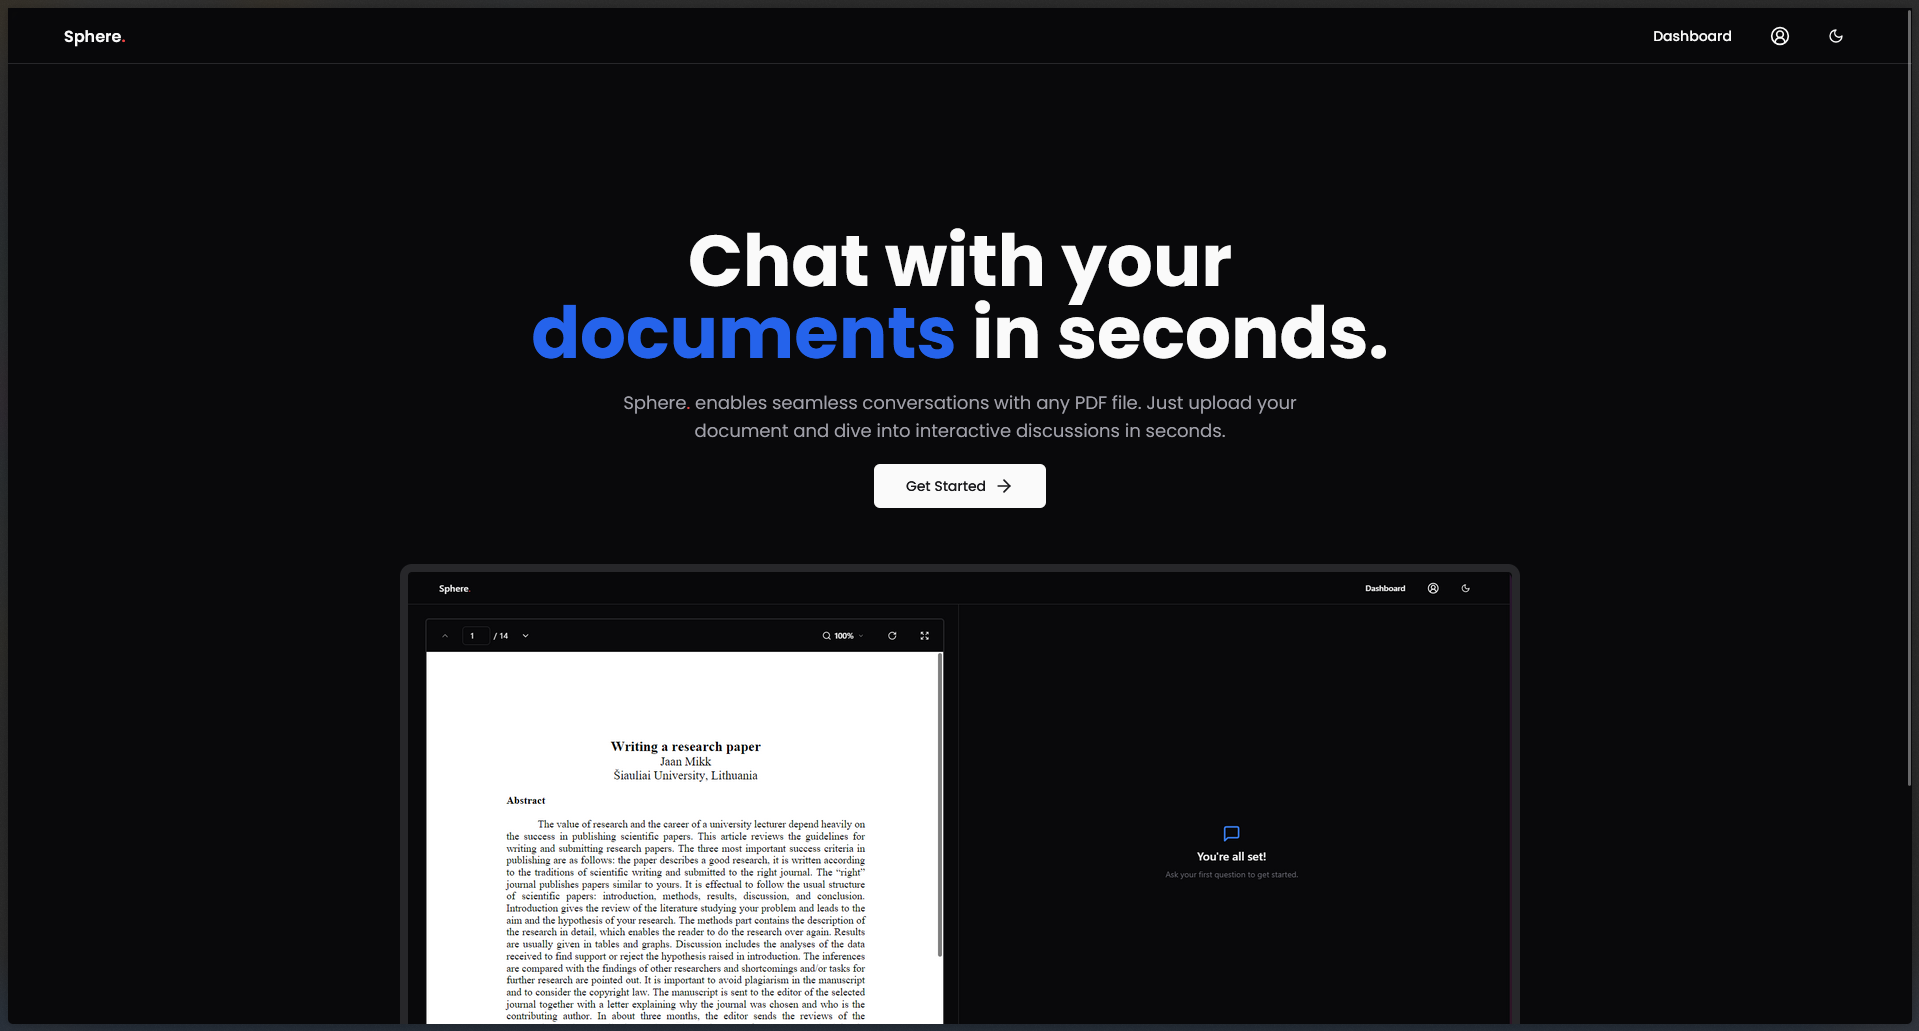 Sphere.
Dashboard
Chat with your
documents in seconds.
Sphere. enables seamless conversations with any PDF file. Just upload your
document and dive into interactive discussions in seconds.
Get Started
Sphere.
Dashboard
1 / 14
100%
Writing a research paper
Jaan Mikk
Šiauliai University, Lithuania
Abstract
The value of research and the career of a university lecturer depend heavily on
the success in publishing scientific papers. This article reviews the guidelines for
writing and submitting research papers. The three most important success criteria in
publishing are as follows: the paper describes a good research, it is written according
to the traditions of scientific writing and submitted to the right journal. The “right”
journal publishes papers similar to yours. It is effectual to follow the usual structure
of scientific papers: introduction, methods, results, discussion, and conclusion.
Introduction gives the review of the literature studying your problem and leads to the
aim and the hypothesis of your research. The methods part contains the description of
the research in detail, which enables the reader to do the research over again. Results
are usually given in tables and graphs. Discussion includes the analyses of the data
received to find support or reject the hypothesis raised in introduction. The inferences
are compared with the findings of other researchers and shortcomings and/or tasks for
further research are pointed out. It is important to avoid plagiarism in the manuscript
and to consider the copyright law. The manuscript is sent to the editor of the selected
journal together with a letter explaining why the journal was chosen and who is the
contributing author. In about three months, the editor sends the reviews of the
You're all set!
Ask your first question to get started.